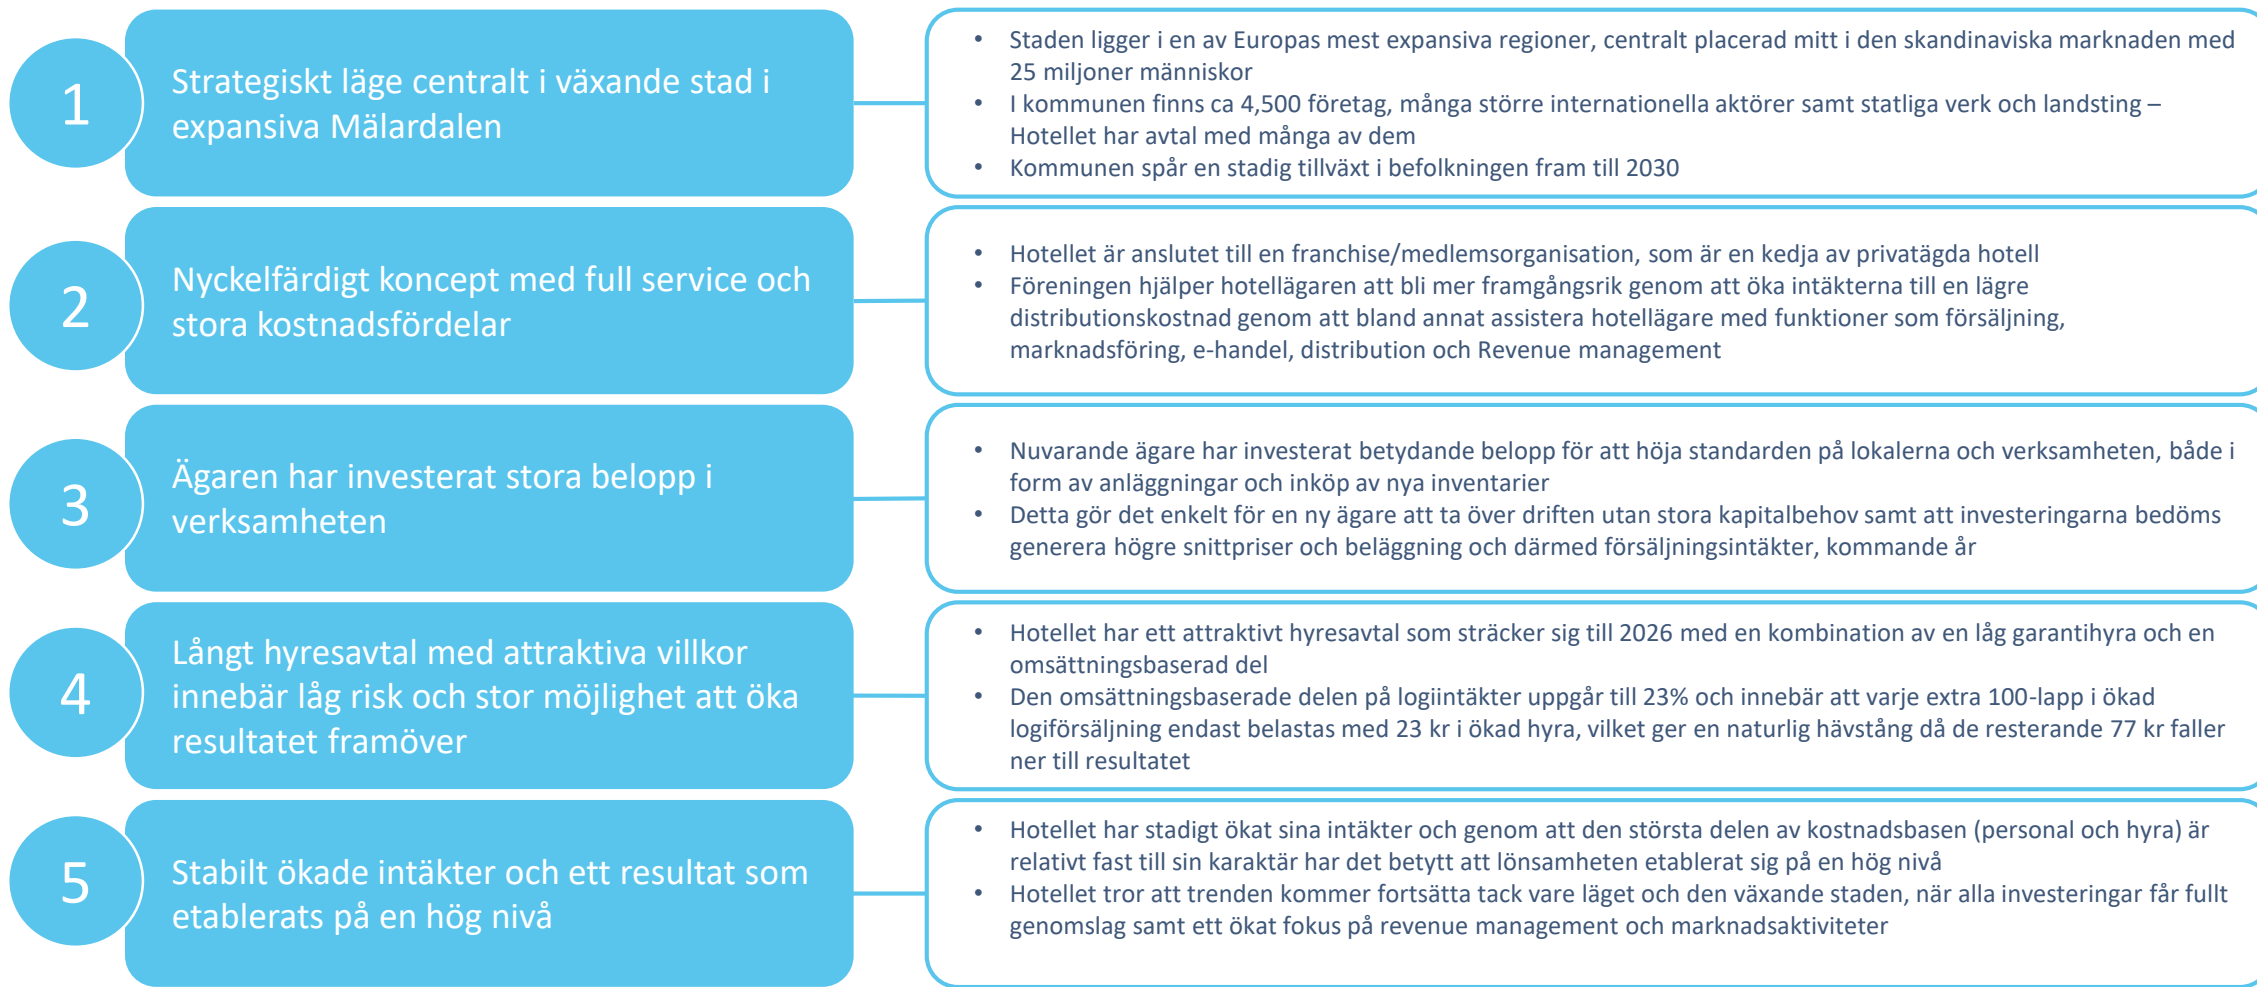 1
Strategiskt läge centralt i växande stad i
expansiva Mälardalen
• Staden ligger i en av Europas mest expansiva regioner, centralt placerad mitt i den skandinaviska marknaden med
25 miljoner människor
• I kommunen finns ca 4,500 företag, många större internationella aktörer samt statliga verk och landsting –
Hotellet har avtal med många av dem
• Kommunen spår en stadig tillväxt i befolkningen fram till 2030
2
Nyckelfärdigt koncept med full service och
stora kostnadsfördelar
• Hotellet är anslutet till en franchise/medlemsorganisation, som är en kedja av privatägda hotell
• Föreningen hjälper hotellägaren att bli mer framgångsrik genom att öka intäkterna till en lägre
distributionskostnad genom att bland annat assistera hotellägare med funktioner som försäljning,
marknadsföring, e-handel, distribution och Revenue management
3
Ägaren har investerat stora belopp i
verksamheten
• Nuvarande ägare har investerat betydande belopp för att höja standarden på lokalerna och verksamheten, både i
form av anläggningar och inköp av nya inventarier
• Detta gör det enkelt för en ny ägare att ta över driften utan stora kapitalbehov samt att investeringarna bedöms
generera högre snittpriser och beläggning och därmed försäljningsintäkter, kommande år
4
Långt hyresavtal med attraktiva villkor
innebär låg risk och stor möjlighet att öka
resultatet framöver
• Hotellet har ett attraktivt hyresavtal som sträcker sig till 2026 med en kombination av en låg garantihyra och en
omsättningsbaserad del
• Den omsättningsbaserade delen på logiintäkter uppgår till 23% och innebär att varje extra 100-lapp i ökad
logiförsäljning endast belastas med 23 kr i ökad hyra, vilket ger en naturlig hävstång då de resterande 77 kr faller
ner till resultatet
5
Stabilt ökade intäkter och ett resultat som
etablerats på en hög nivå
• Hotellet har stadigt ökat sina intäkter och genom att den största delen av kostnadsbasen (personal och hyra) är
relativt fast till sin karaktär har det betytt att lönsamheten etablerat sig på en hög nivå
• Hotellet tror att trenden kommer fortsätta tack vare läget och den växande staden, när alla investeringar får fullt
genomslag samt ett ökat fokus på revenue management och marknadsaktiviteter